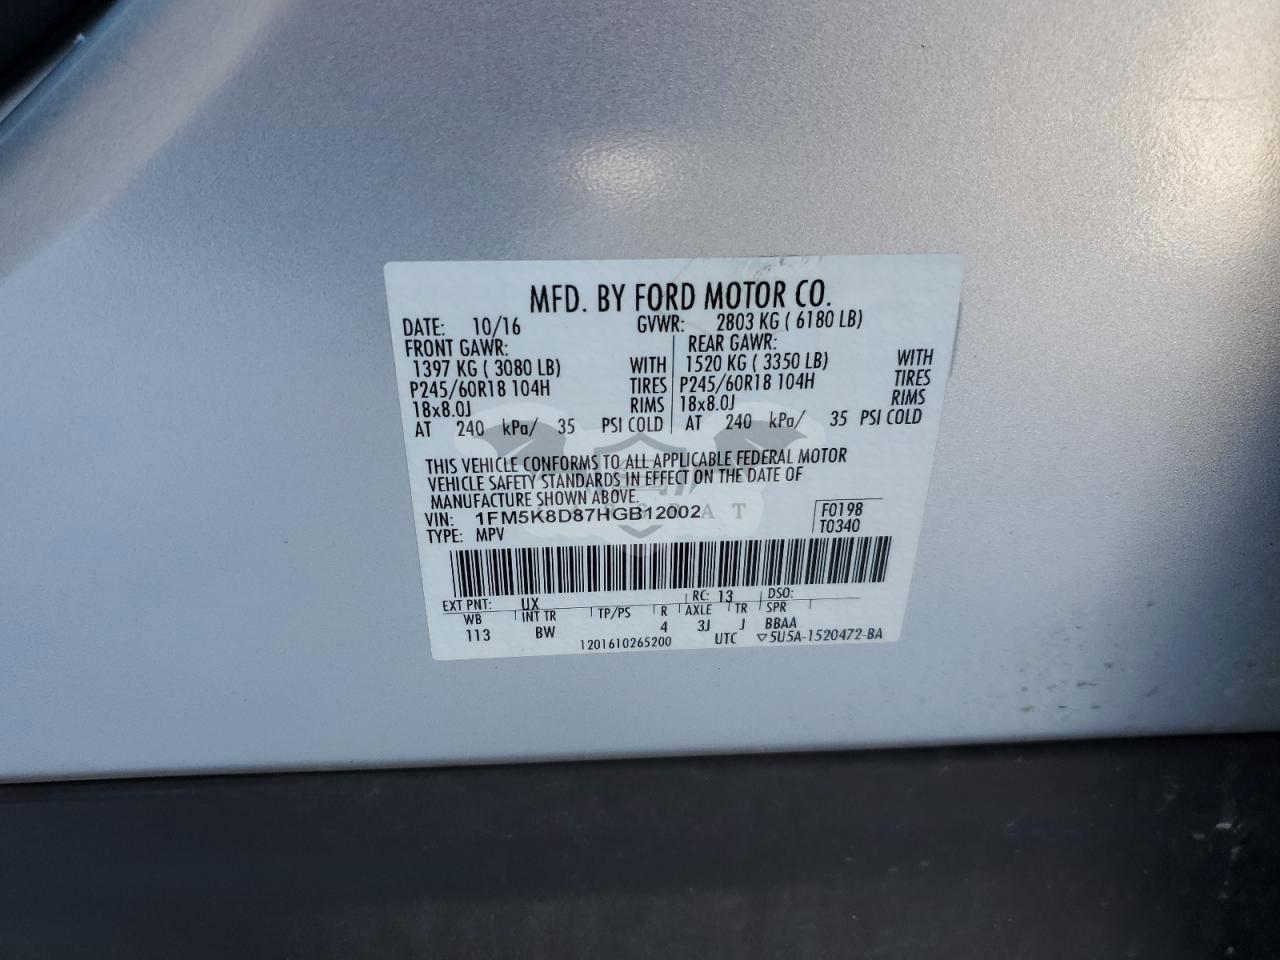 MFD. BY FORD MOTOR CO.
DATE: 10/16 GVWR: 2803 KG ( 6180 LB)
FRONT GAWR: REAR GAWR:
1397 KG ( 3080 LB) WITH 1520 KG ( 3350 LB) WITH
P245/60R18 104H TIRES P245/60R18 104H TIRES
18x8.0J RIMS 18x8.0J RIMS
AT 240 kPa/ 35 PSI COLD AT 240 kPa/ 35 PSI COLD
THIS VEHICLE CONFORMS TO ALL APPLICABLE FEDERAL MOTOR
VEHICLE SAFETY STANDARDS IN EFFECT ON THE DATE OF
MANUFACTURE SHOWN ABOVE.
VIN: 1FM5K8D87HGB12002 F0198
TYPE: MPV T0340
EXT PNT: UX RC: 13 DSO:
WB INT TR TP/PS R AXLE TR SPR
113 BW 4 3J J BBAA
1201610265200 UTC ▽5U5A-1520472-BA